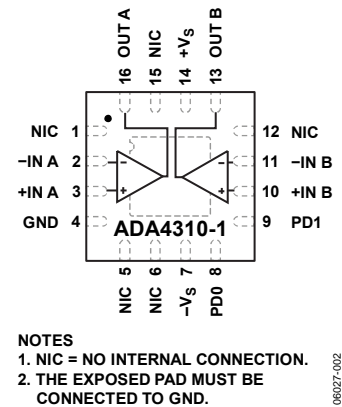 16 OUT A
15 NIC
14 +VS
13 OUT B
NIC 1
12 NIC
−IN A 2
11 −IN B
+IN A 3
10 +IN B
GND 4
ADA4310-1
9 PD1
NIC 5
NIC 6
−VS 7
PD0 8
−
+
−
+
NOTES
1. NIC = NO INTERNAL CONNECTION.
2. THE EXPOSED PAD MUST BE
CONNECTED TO GND.
06027-002